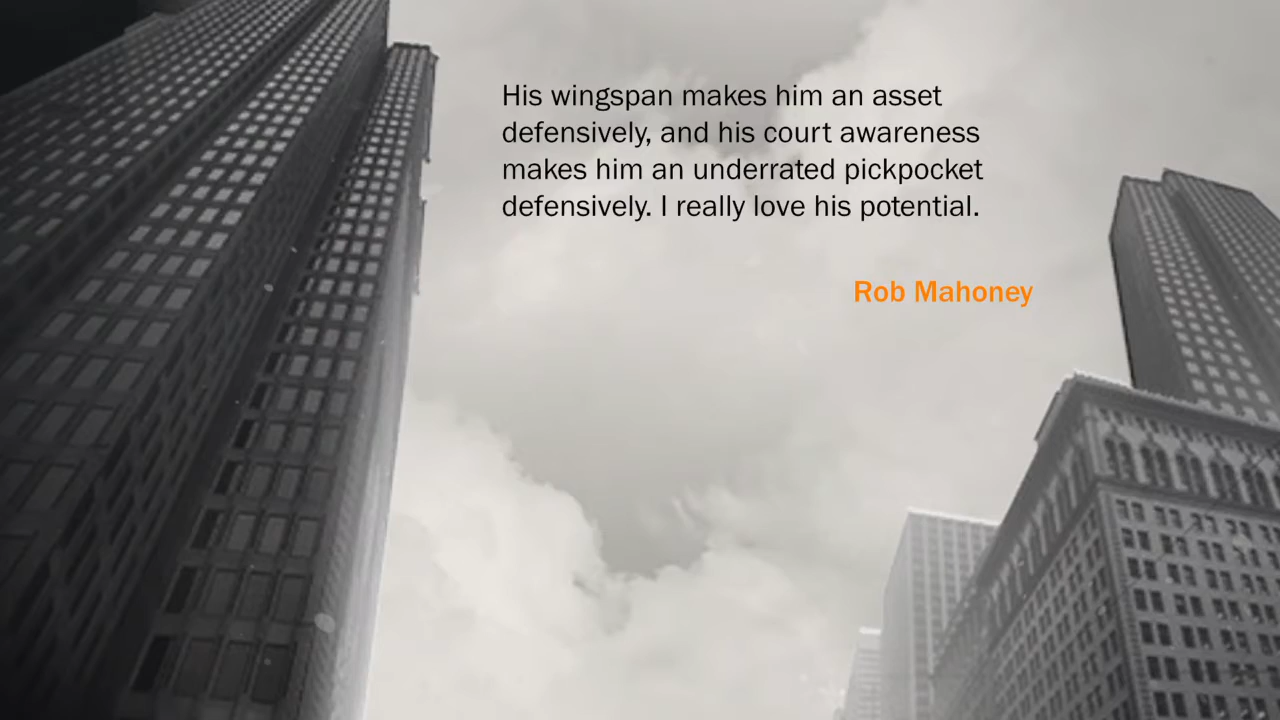 His wingspan makes him an asset
defensively, and his court awareness
makes him an underrated pickpocket
defensively. I really love his potential.
Rob Mahoney